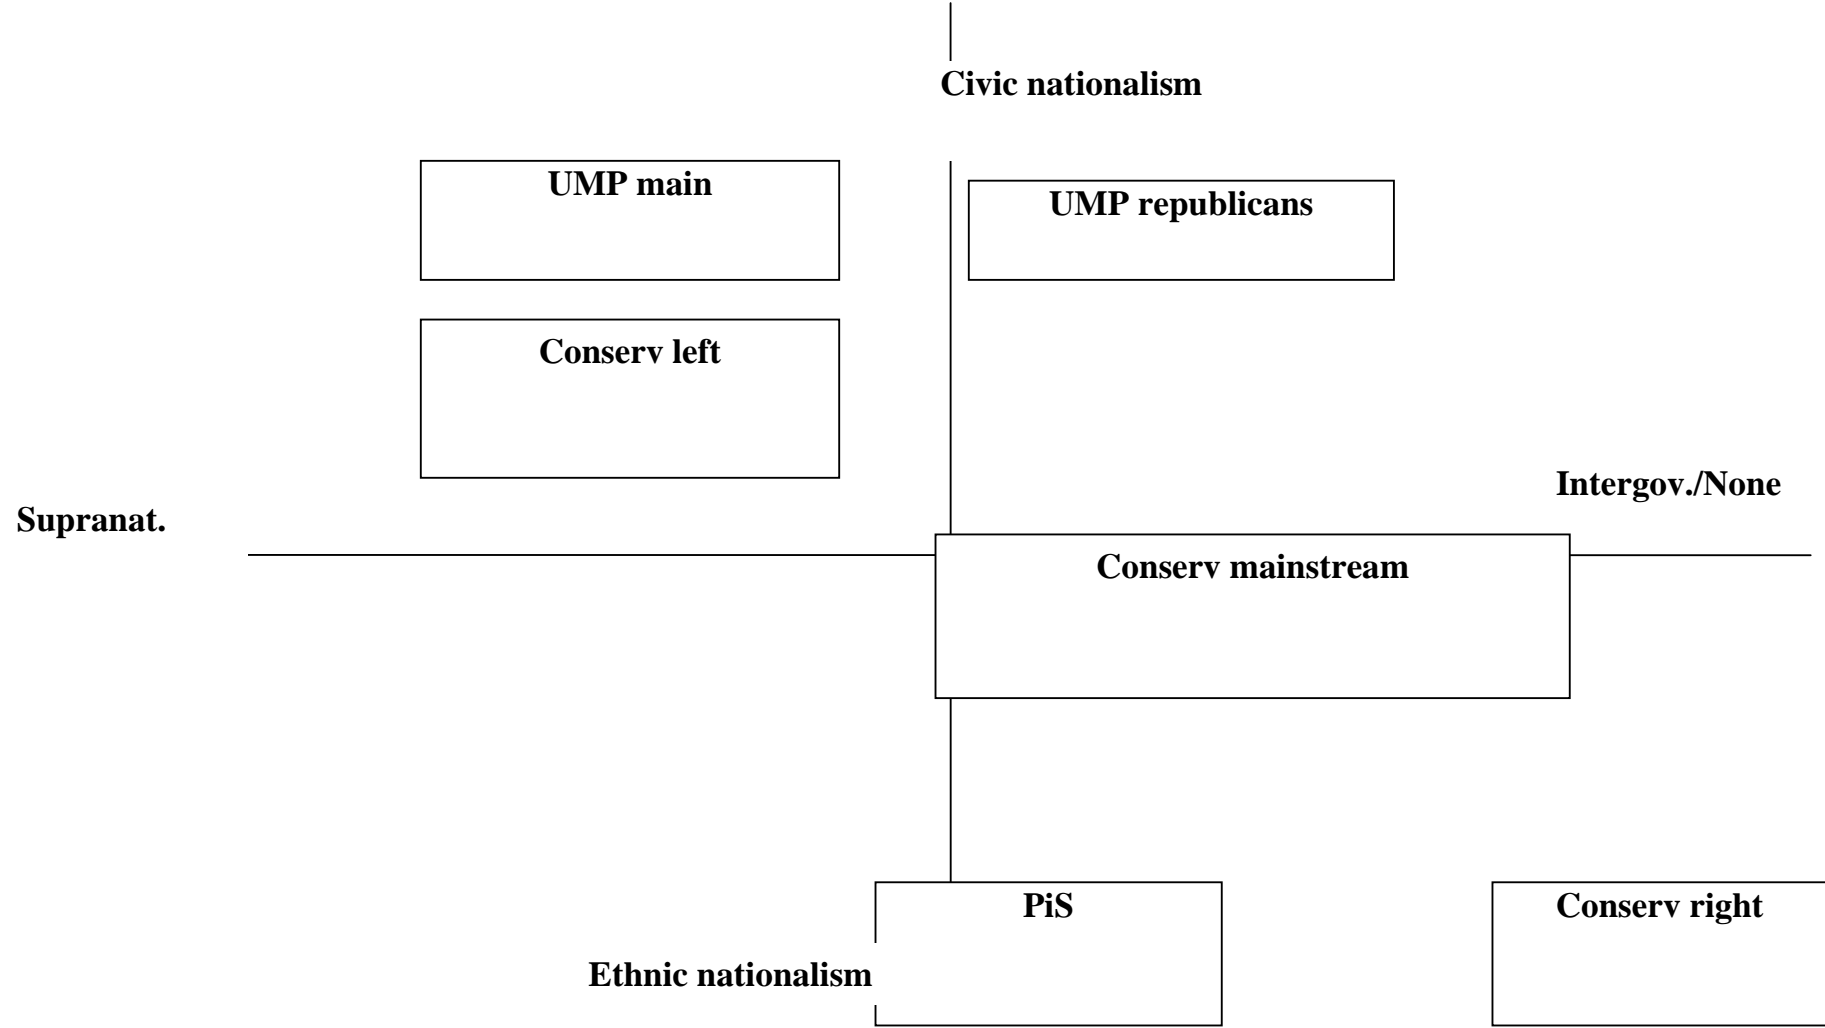 Civic nationalism
UMP main
UMP republicans
Conserv left
Intergov./None
Supranat.
Conserv mainstream
PiS
Conserv right
Ethnic nationalism